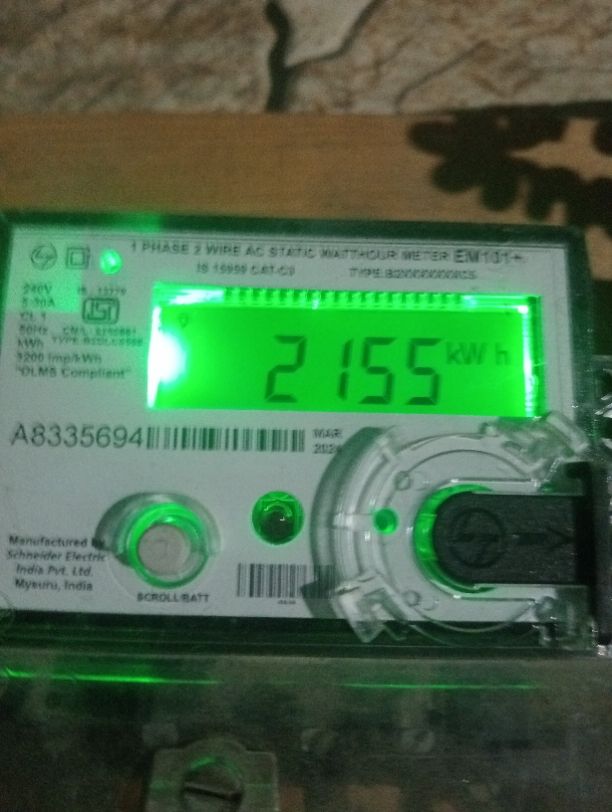 1 PHASE 2 WIRE AC STATIC WATTHOUR METER EM101+
IS 15959 CAT-C3
240V
5-30A
CL 1
50Hz
kWh
3200 imp/kWh
"DLMS Compliant"
ISI
2155 kWh
A8335694
MAR
Manufactured by
Schneider Electric
India Pvt. Ltd.
Mysuru, India
SCROLL/BATT